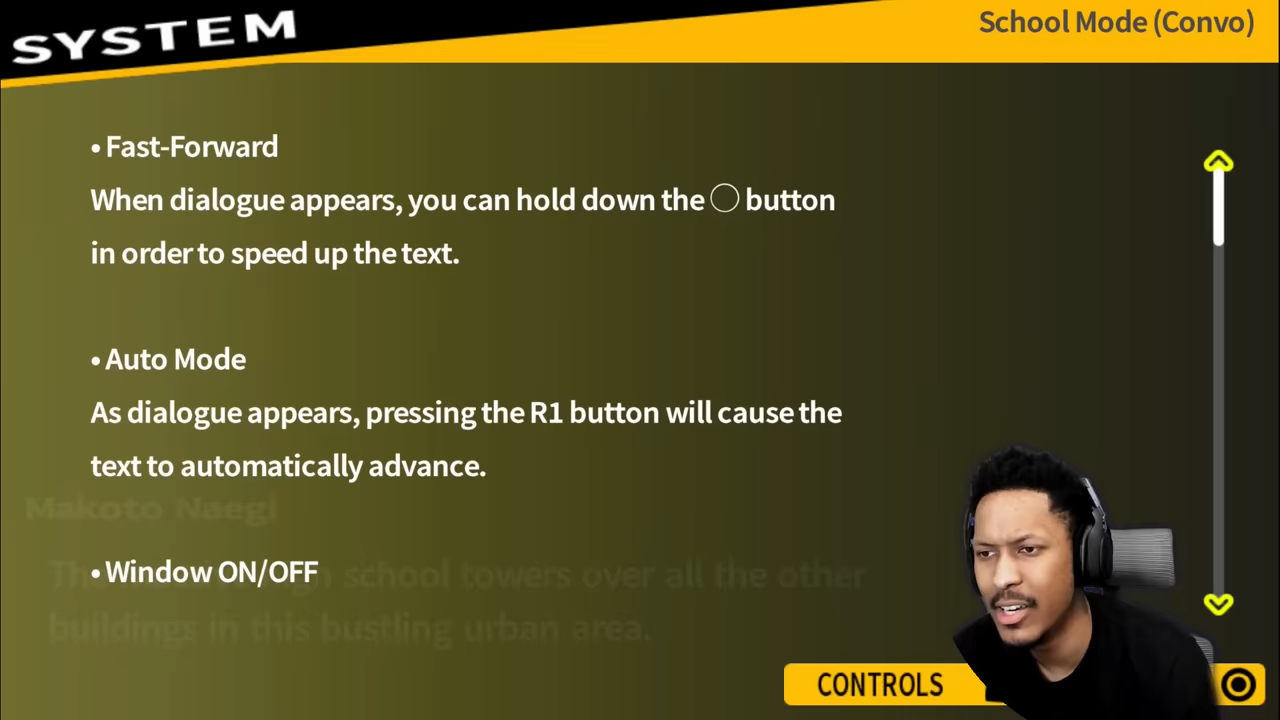 SYSTEM
School Mode (Convo)
• Fast-Forward
When dialogue appears, you can hold down the ◯ button
in order to speed up the text.
• Auto Mode
As dialogue appears, pressing the R1 button will cause the
text to automatically advance.
Makoto Naegi
• Window ON/OFF
school towers over all the other
buildings in this bustling urban area.
CONTROLS